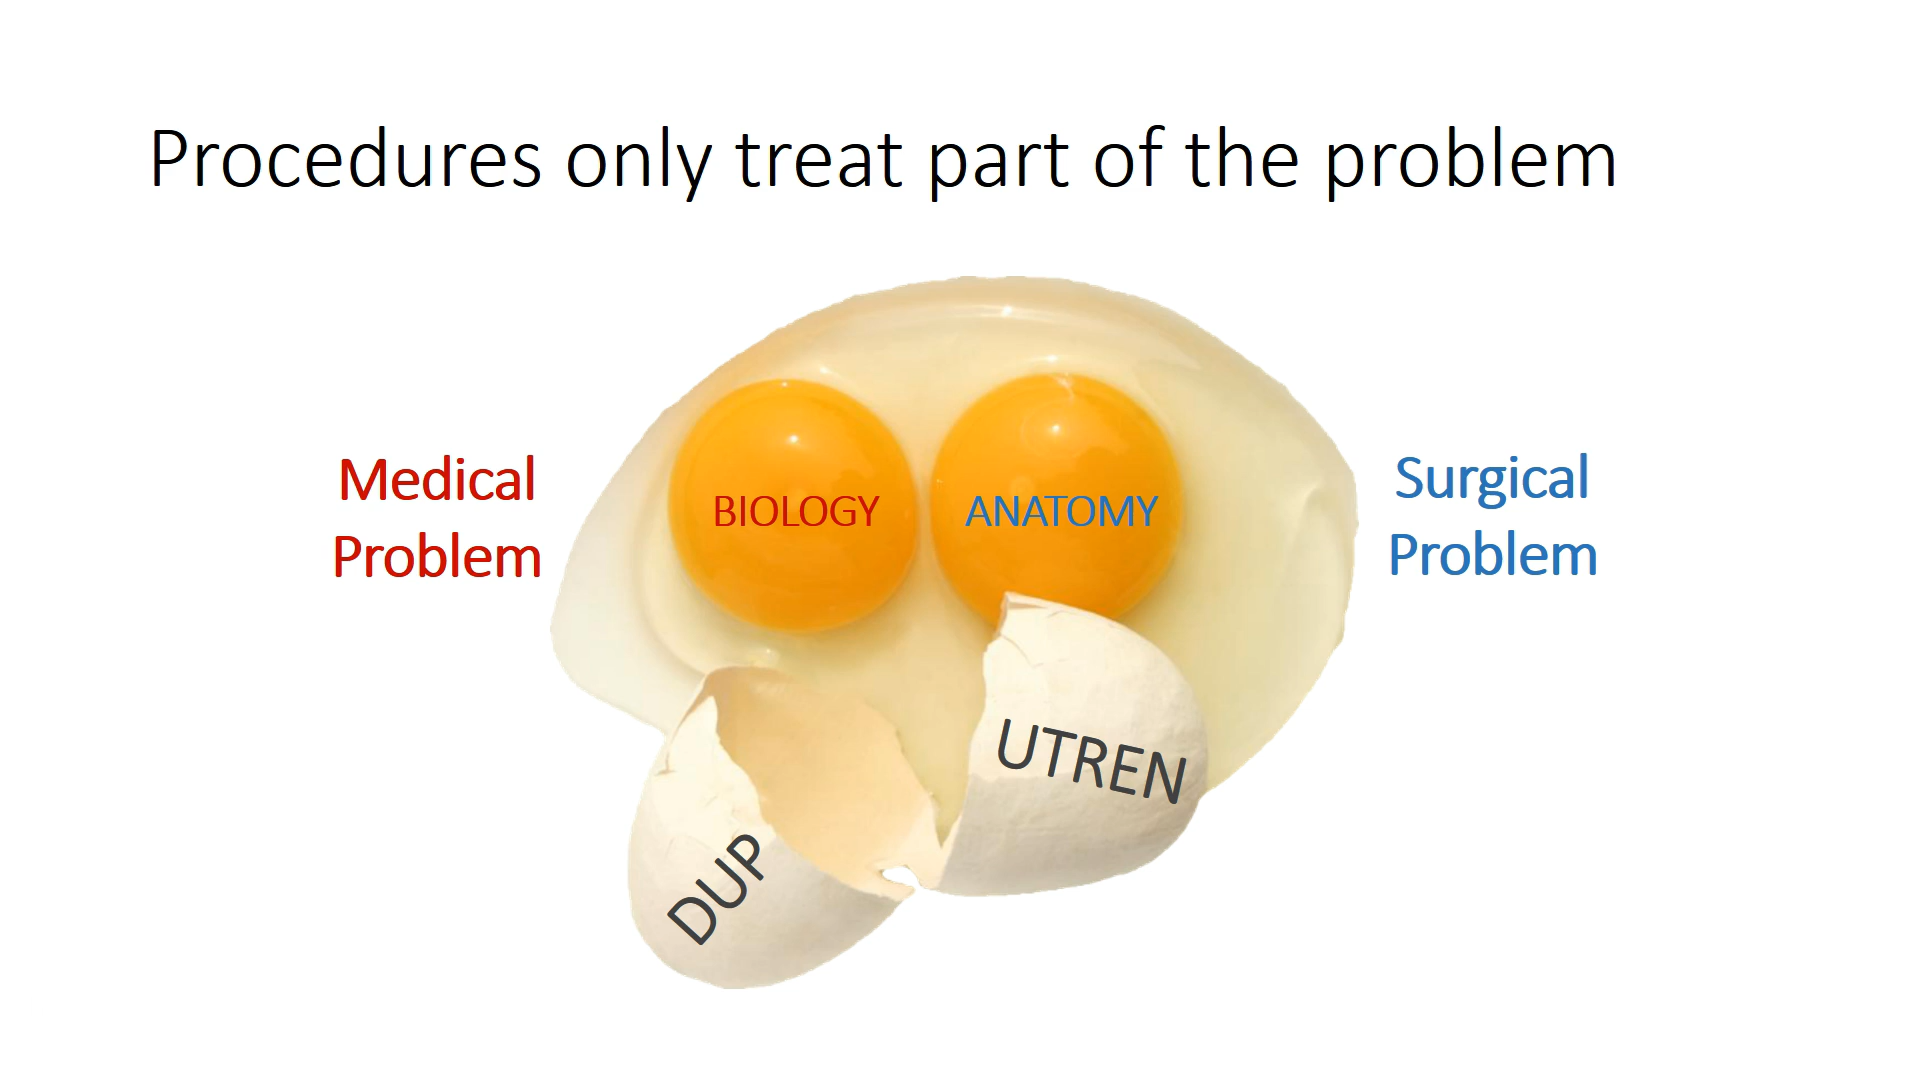 Procedures only treat part of the problem
Medical
Problem
BIOLOGY
ANATOMY
Surgical
Problem
UTREN
DUP